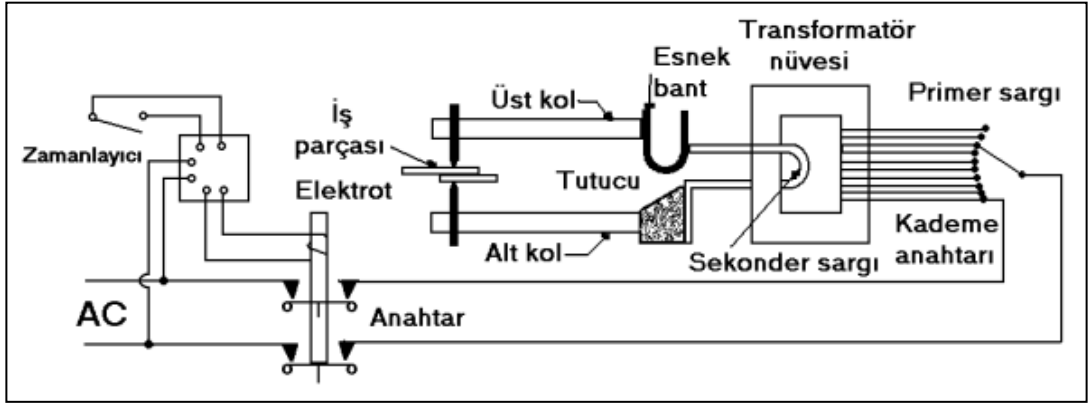 Transformatör
nüvesi
Esnek
bant
Primer sargı
Üst kol
İş
parçası
Zamanlayıcı
Tutucu
Elektrot
Kademe
anahtarı
Alt kol
Sekonder sargı
AC
Anahtar